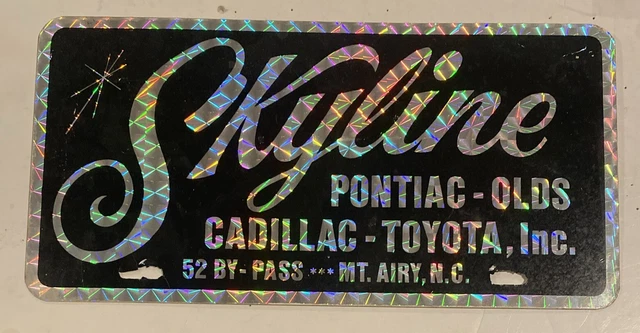 Skyline
PONTIAC - OLDS
CADILLAC - TOYOTA, Inc.
52 BY-PASS *** MT. AIRY, N.C.